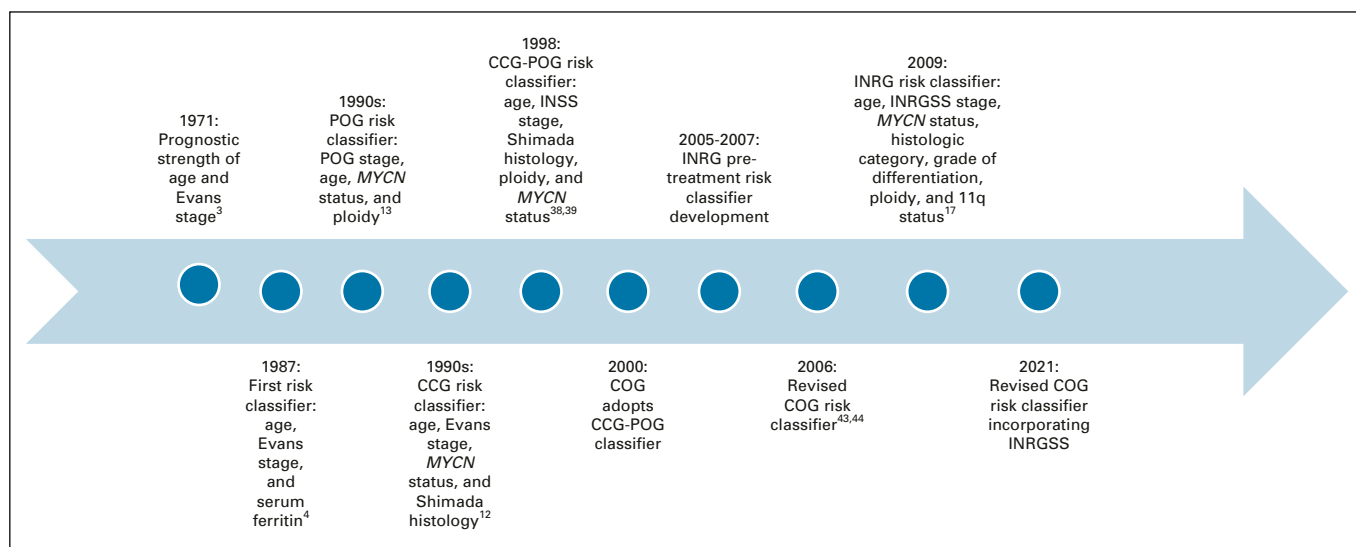 1971:
Prognostic
strength of
age and
Evans
stage3
1987:
First risk
classifier:
age,
Evans
stage,
and
serum
ferritin4
1990s:
POG risk
classifier:
POG stage,
age, MYCN
status, and
ploidy13
1990s:
CCG risk
classifier:
age, Evans
stage,
MYCN
status, and
Shimada
histology12
1998:
CCG-POG risk
classifier:
age, INSS
stage,
Shimada
histology,
ploidy, and
MYCN
status38,39
2000:
COG
adopts
CCG-POG
classifier
2005-2007:
INRG pre-
treatment risk
classifier
development
2006:
Revised
COG risk
classifier43,44
2009:
INRG risk classifier:
age, INRGSS stage,
MYCN status,
histologic
category, grade of
differentiation,
ploidy, and 11q
status17
2021:
Revised COG
risk classifier
incorporating
INRGSS